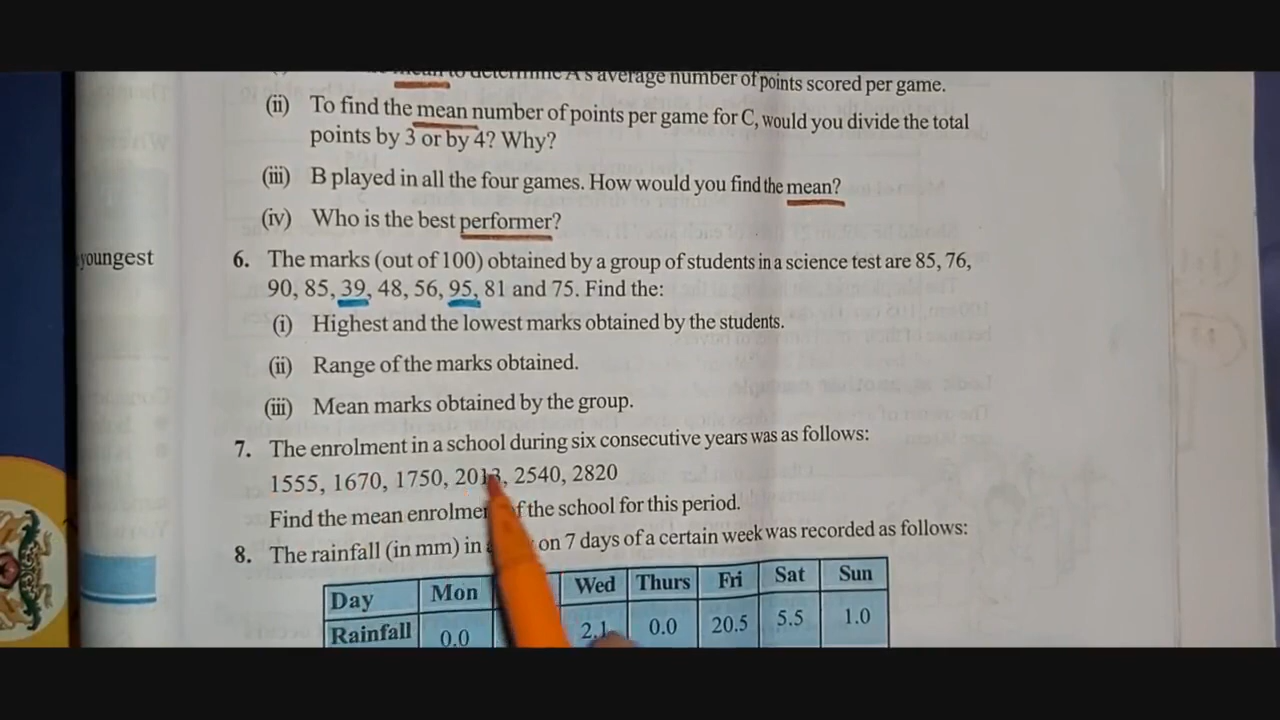 mean to determine A's average number of points scored per game.
(ii) To find the mean number of points per game for C, would you divide the total
points by 3 or by 4? Why?
(iii) B played in all the four games. How would you find the mean?
(iv) Who is the best performer?
youngest
6. The marks (out of 100) obtained by a group of students in a science test are 85, 76,
90, 85, 39, 48, 56, 95, 81 and 75. Find the:
(i) Highest and the lowest marks obtained by the students.
(ii) Range of the marks obtained.
(iii) Mean marks obtained by the group.
7. The enrolment in a school during six consecutive years was as follows:
1555, 1670, 1750, 2013, 2540, 2820
Find the mean enrolment of the school for this period.
8. The rainfall (in mm) in on 7 days of a certain week was recorded as follows:
Day Mon Wed Thurs Fri Sat Sun
Rainfall 0.0 2.1 0.0 20.5 5.5 1.0